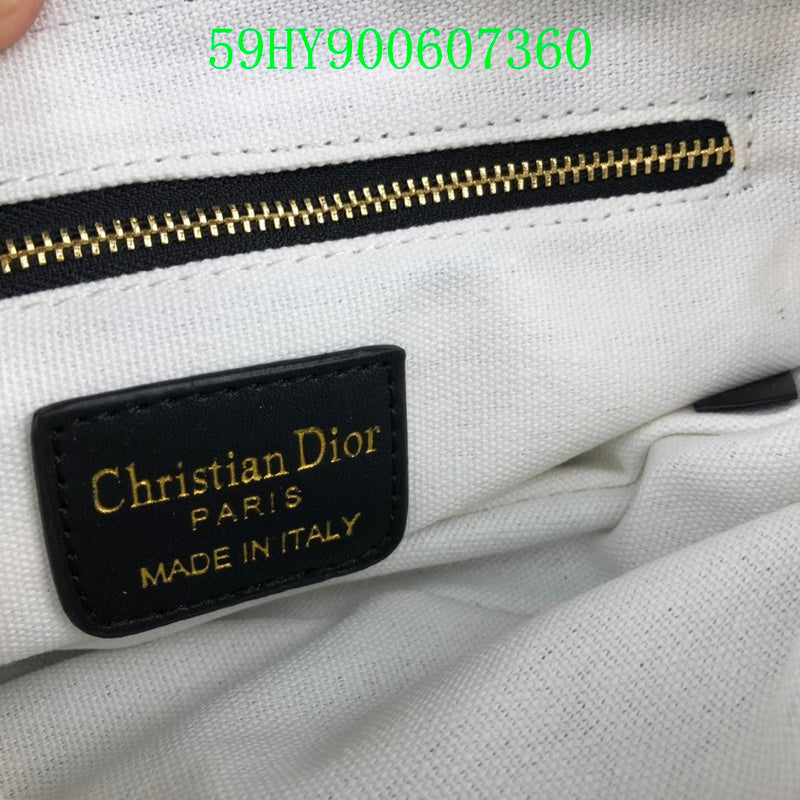 59HY900607360
Christian Dior
PARIS
MADE IN ITALY